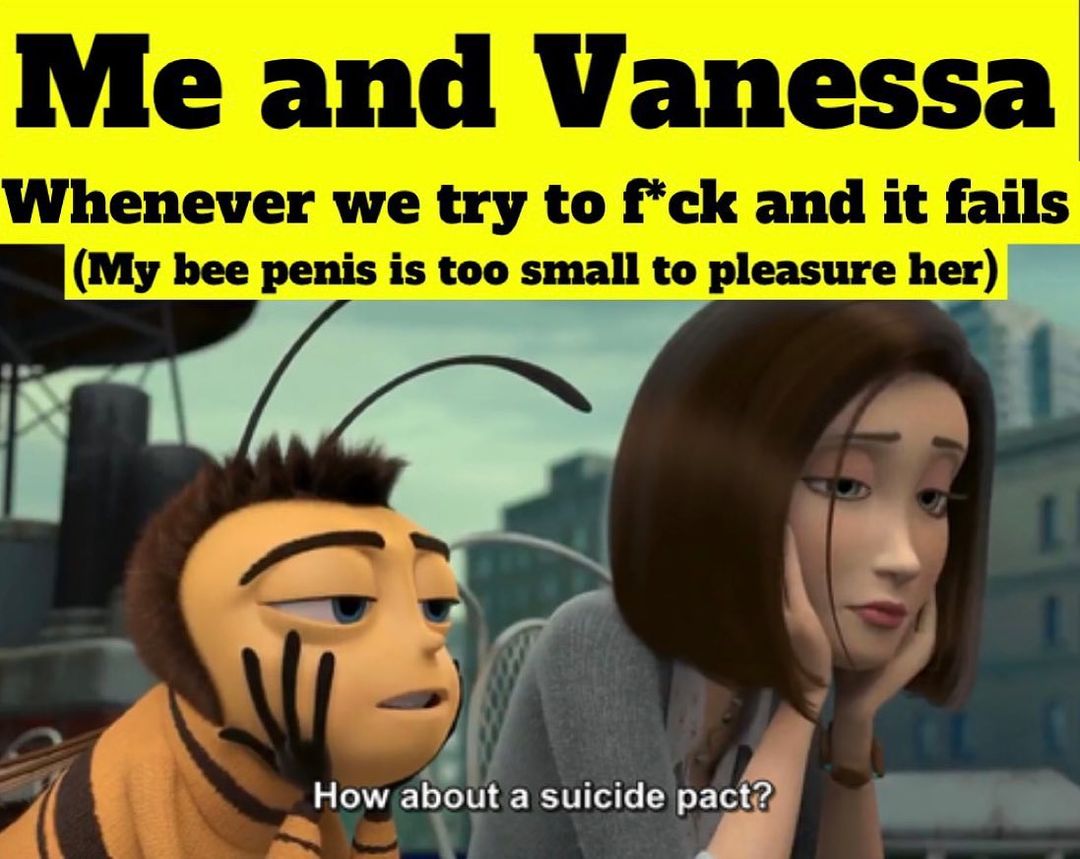 Me and Vanessa
Whenever we try to f*ck and it fails
(My bee penis is too small to pleasure her)
How about a suicide pact?